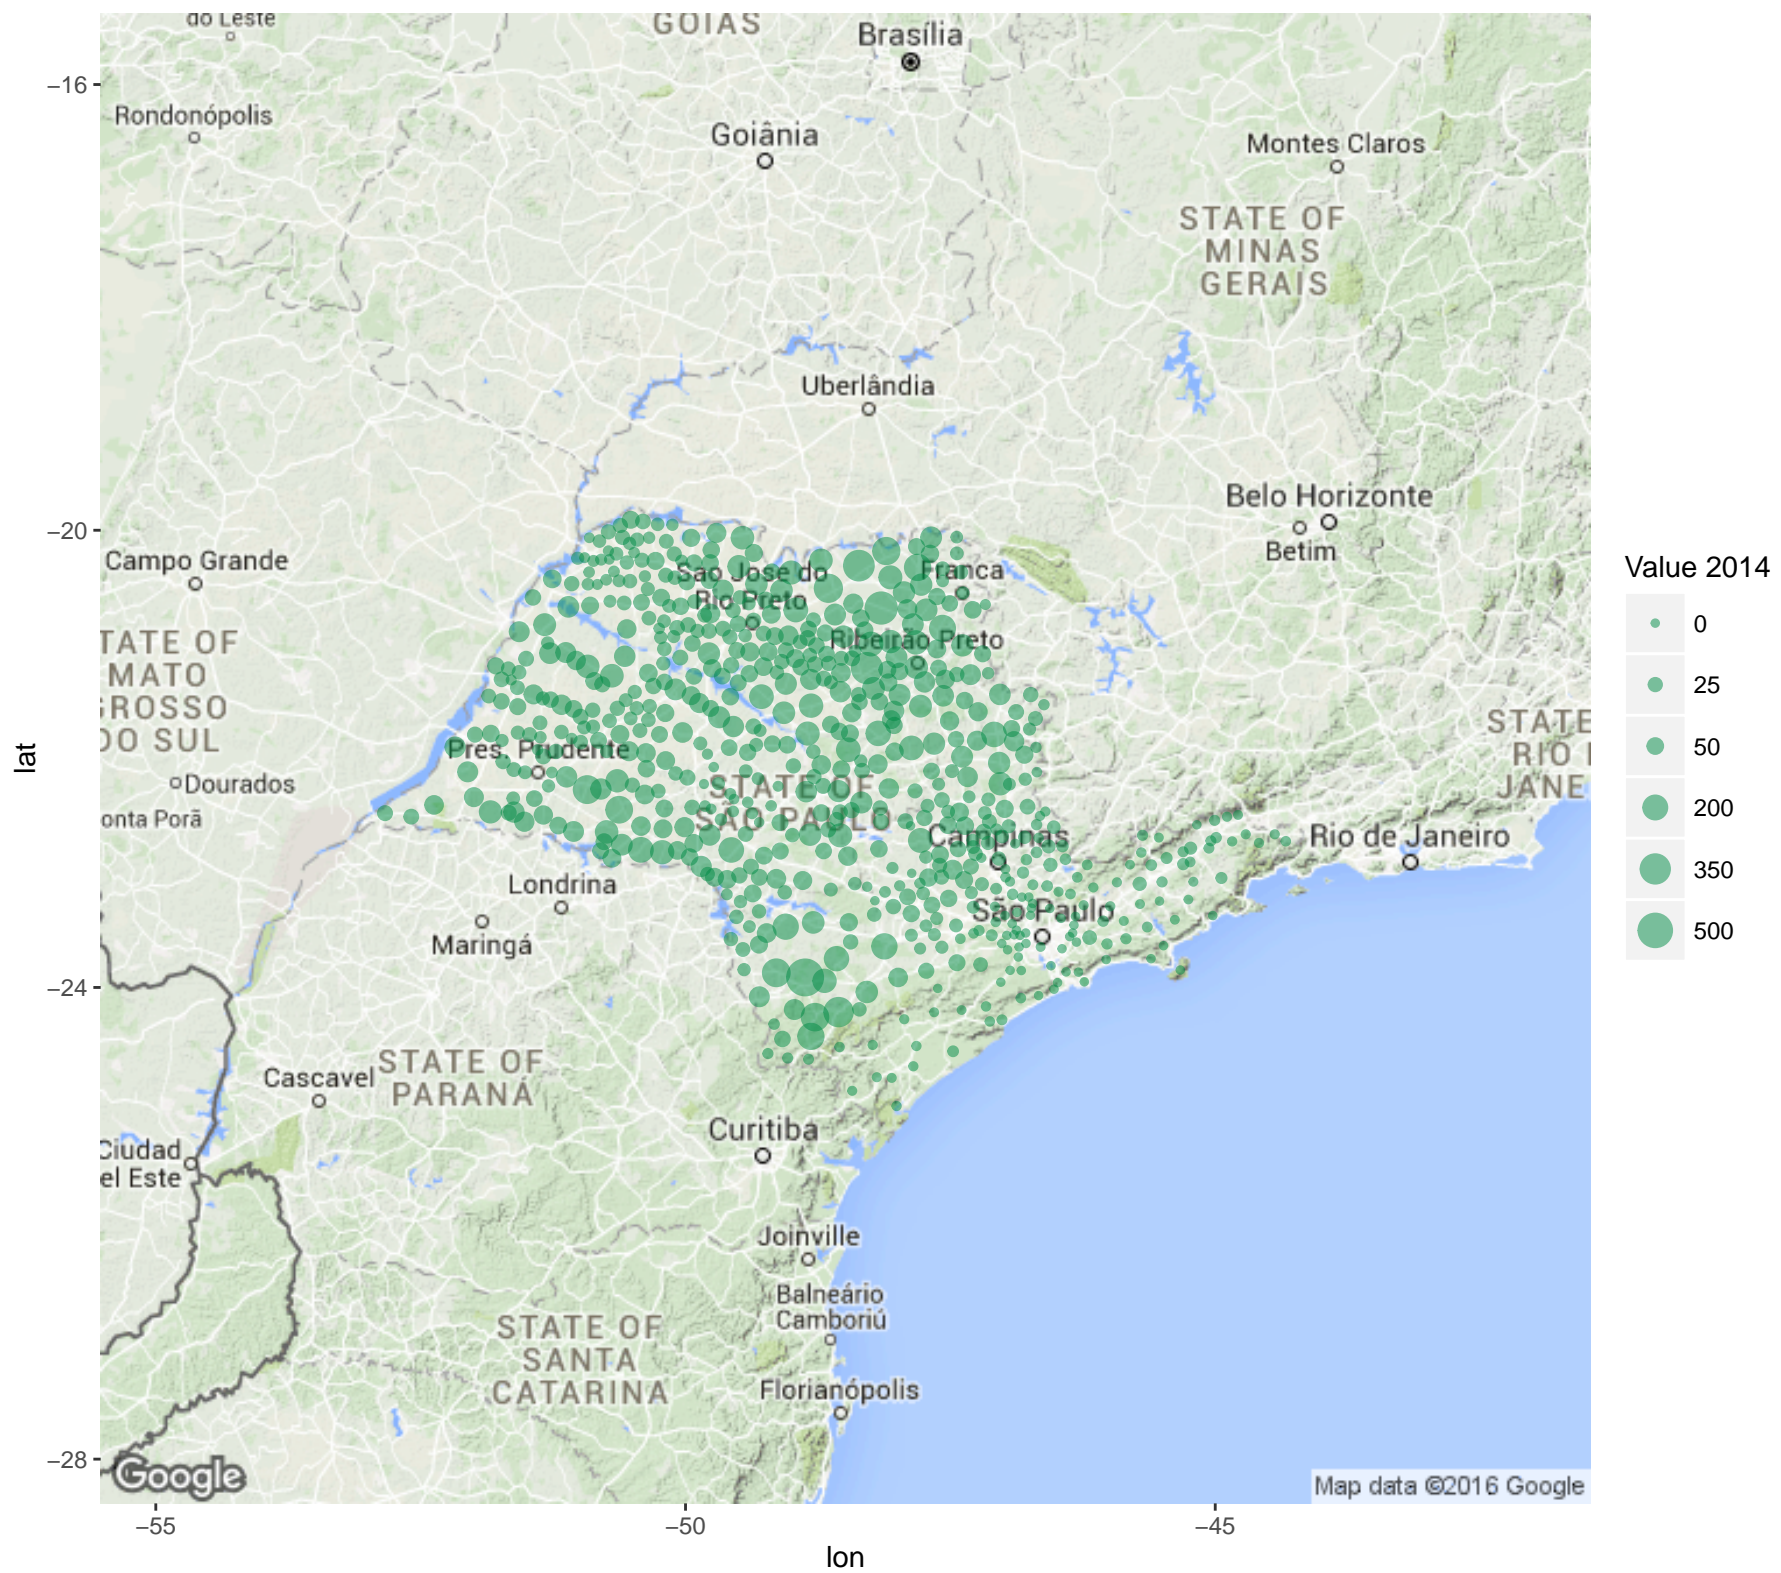 do Leste
GOIÁS
Brasília
−16
Rondonópolis
Goiânia
Montes Claros
STATE OF
MINAS
GERAIS
Uberlândia
Belo Horizonte
Betim
−20
Campo Grande
São José do
Rio Preto
Franca
Value 2014
0
25
50
200
350
500
TATE OF
MATO
GROSSO
DO SUL
Ribeirão Preto
STATE
RIO
JANE
Pres. Prudente
Dourados
onta Porã
STATE OF
SÃO PAULO
Campinas
Rio de Janeiro
Londrina
Maringá
São Paulo
−24
lat
STATE OF
PARANÁ
Cascavel
Curitiba
Ciudad
el Este
Joinville
Balneário
Camboriú
STATE OF
SANTA
CATARINA
Florianópolis
−28
Google
Map data ©2016 Google
−55
−50
−45
lon